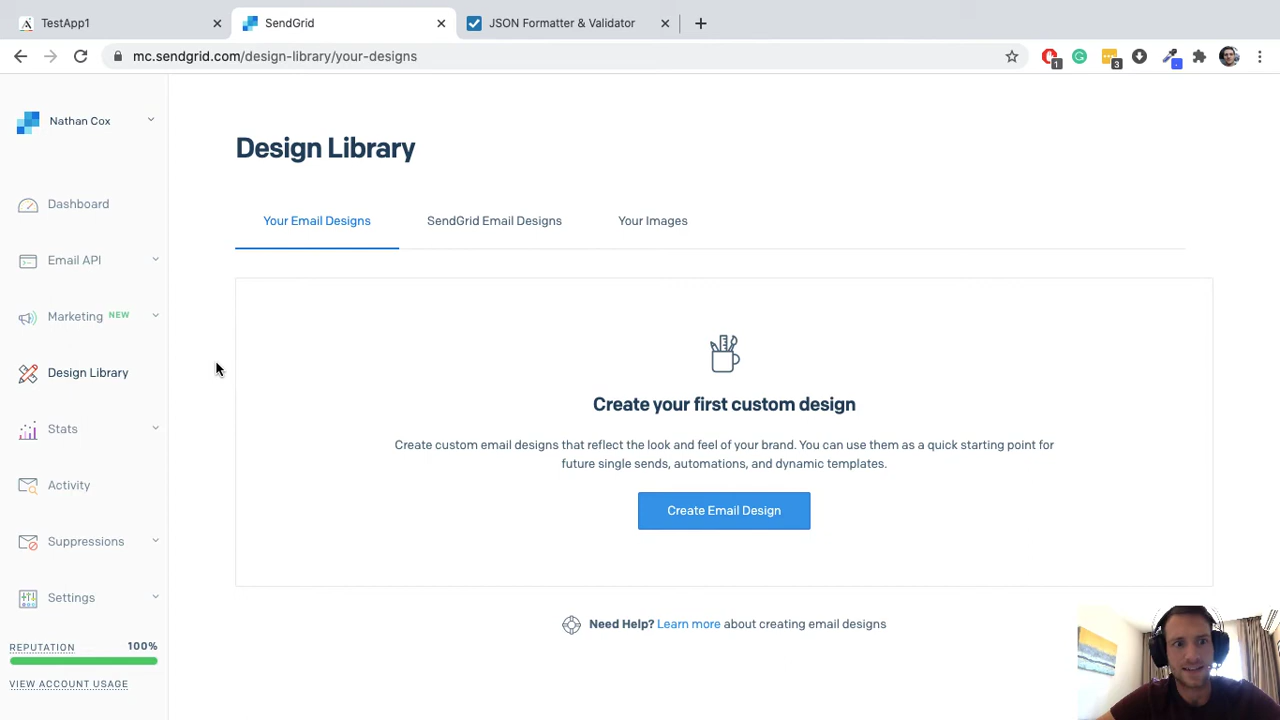 TestApp1
SendGrid
JSON Formatter & Validator
mc.sendgrid.com/design-library/your-designs
1
3
Nathan Cox
Dashboard
Email API
Marketing NEW
Design Library
Stats
Activity
Suppressions
Settings
REPUTATION 100%
VIEW ACCOUNT USAGE
Design Library
Your Email Designs
SendGrid Email Designs
Your Images
Create your first custom design
Create custom email designs that reflect the look and feel of your brand. You can use them as a quick starting point for
future single sends, automations, and dynamic templates.
Create Email Design
Need Help? Learn more about creating email designs